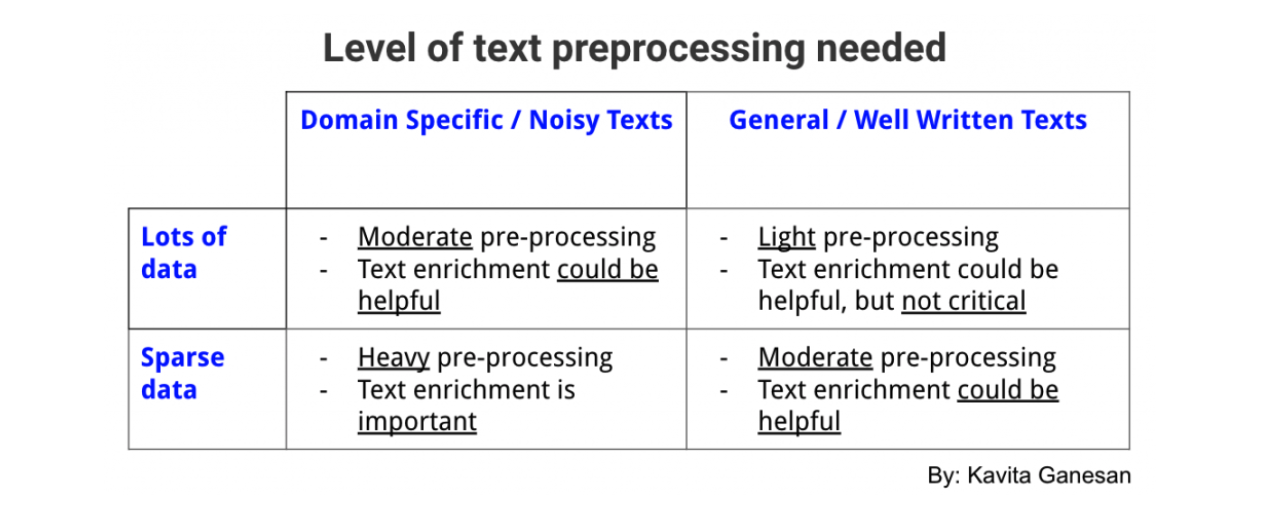 Level of text preprocessing needed
Domain Specific / Noisy Texts
General / Well Written Texts
Lots of
data
- Moderate pre-processing
- Text enrichment could be
helpful
- Light pre-processing
- Text enrichment could be
helpful, but not critical
Sparse
data
- Heavy pre-processing
- Text enrichment is
important
- Moderate pre-processing
- Text enrichment could be
helpful
By: Kavita Ganesan